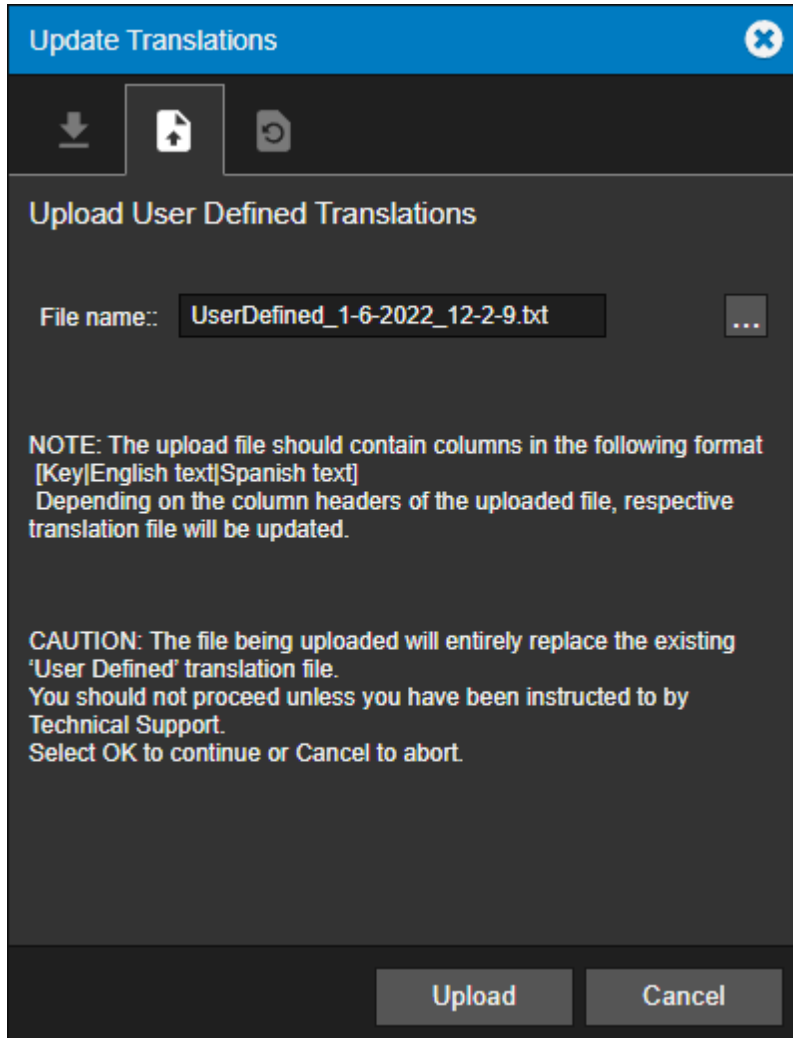 Update Translations
Upload User Defined Translations
File name:: UserDefined_1-6-2022_12-2-9.txt ...
NOTE: The upload file should contain columns in the following format
[Key|English text|Spanish text]
Depending on the column headers of the uploaded file, respective
translation file will be updated.
CAUTION: The file being uploaded will entirely replace the existing
‘User Defined’ translation file.
You should not proceed unless you have been instructed to by
Technical Support.
Select OK to continue or Cancel to abort.
Upload Cancel